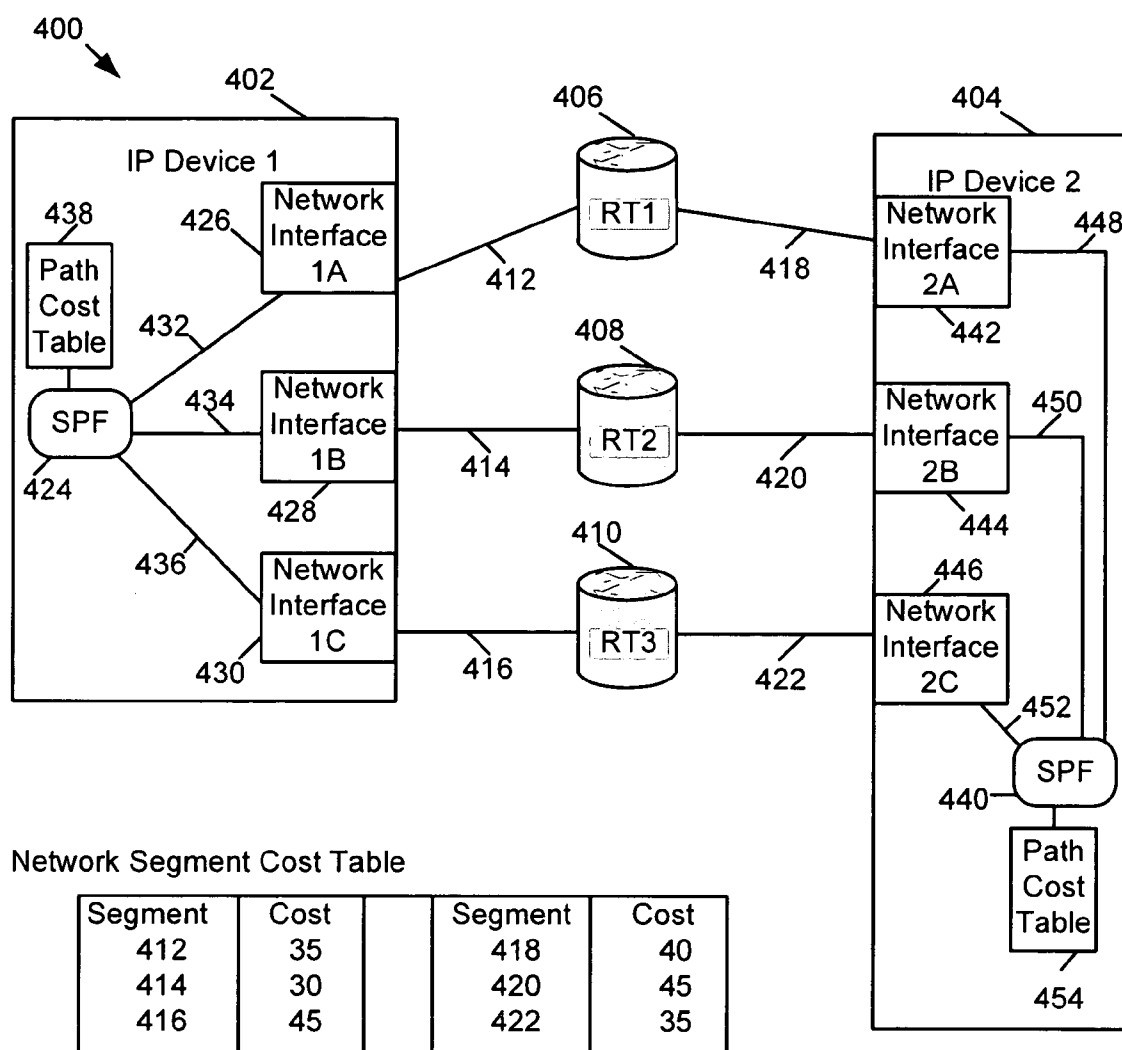 400
402
406
404
IP Device 1
438
426
Network
Interface
1A
RT1
IP Device 2
Network
Interface
2A
448
Path
Cost
Table
412
418
432
442
408
434
SPF
Network
Interface
1B
414
RT2
420
Network
Interface
2B
450
424
428
444
436
410
446
Network
Interface
1C
RT3
Network
Interface
2C
430
416
422
452
SPF
440
Path
Cost
Table
454
Network Segment Cost Table
Segment Cost Segment Cost
412 35 418 40
414 30 420 45
416 45 422 35